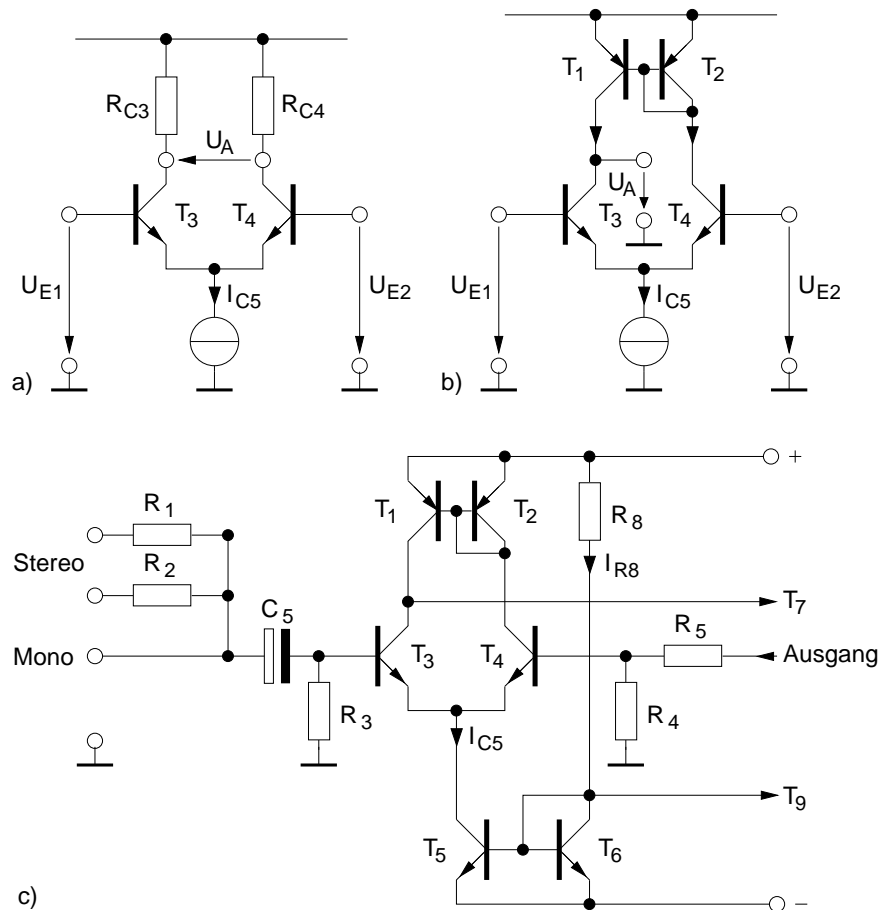 R C3
R C4
U A
T 3
T 4
U E1
I C5
U E2
a)
T 1
T 2
U A
T 3
T 4
U E1
I C5
U E2
b)
+
R 1
T 1
T 2
R 8
Stereo
R 2
I R8
C 5
T 7
R 5
Mono
T 3
T 4
Ausgang
R 3
R 4
I C5
T 9
T 5
T 6
c)
−